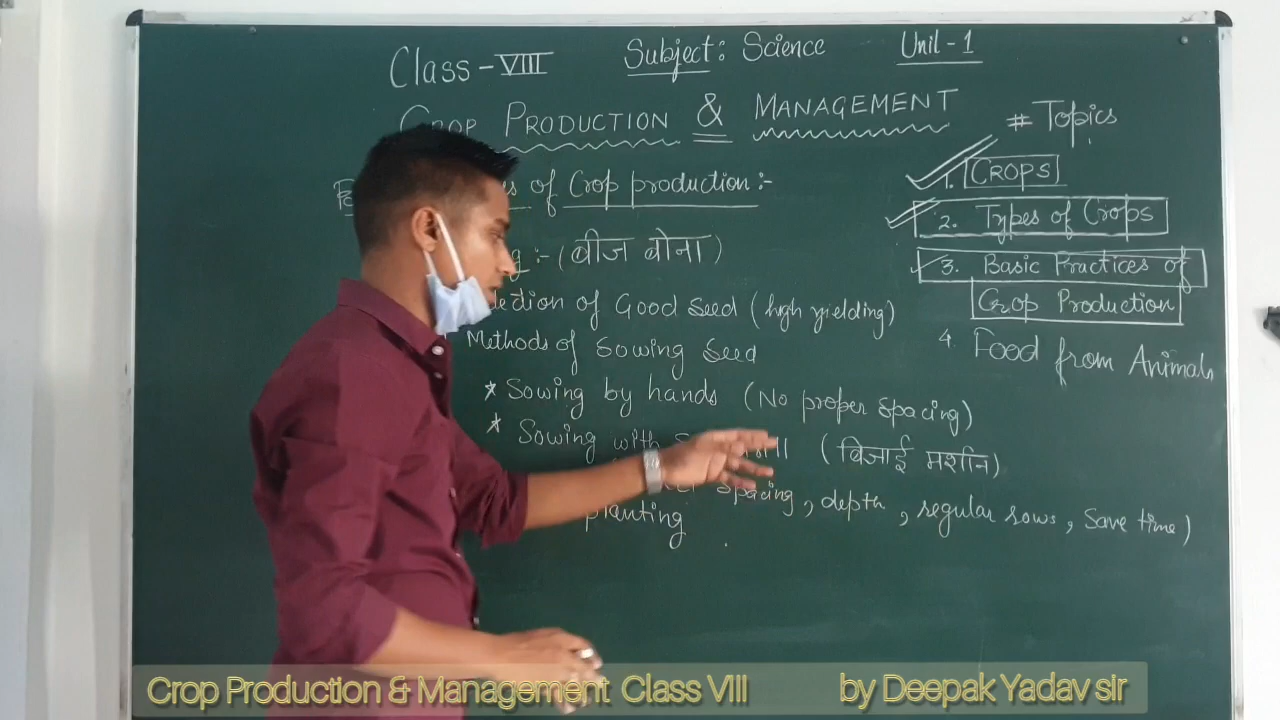 Class - VIII Subject: Science Unit - 1
CROP PRODUCTION & MANAGEMENT
of Crop production :-
:- (बीज बोना)
of Good seed (high yielding)
Methods of sowing seed
* Sowing by hands (No proper spacing)
* Sowing with (बिजाई मशीन)
spacing, depth, regular rows, save time)
planting
# Topics
1. CROPS
2. Types of Crops
3. Basic Practices of
Crop Production
4. Food from Animals
Crop Production & Management Class VIII by Deepak Yadav sir